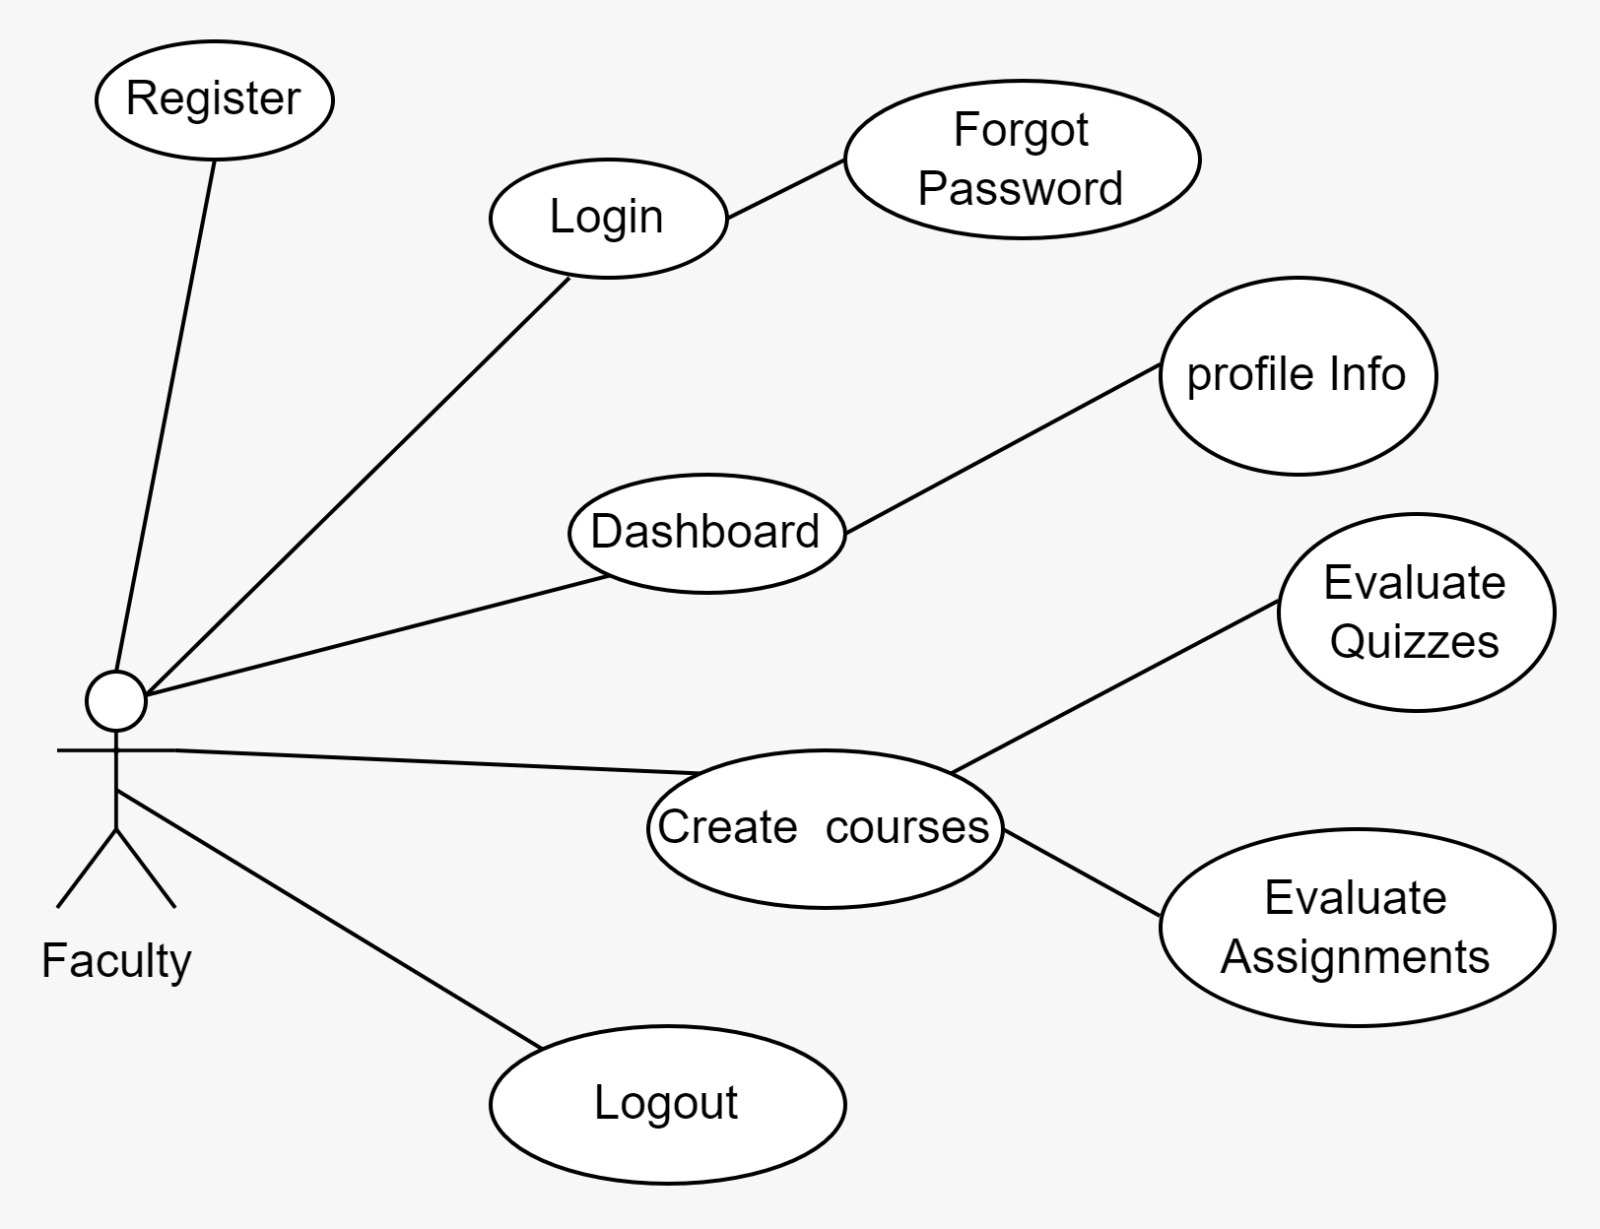 Register
Forgot
Password
Login
profile Info
Dashboard
Evaluate
Quizzes
Create  courses
Evaluate
Assignments
Faculty
Logout